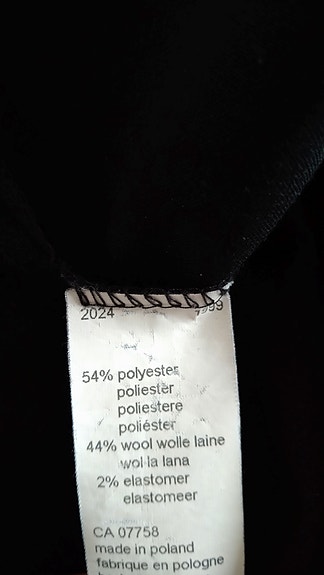 2024 7999
54% polyester
poliester
poliestere
poliéster
44% wool wolle laine
wol la lana
2% elastomer
elastomeer
CA 07758
made in poland
fabrique en pologne